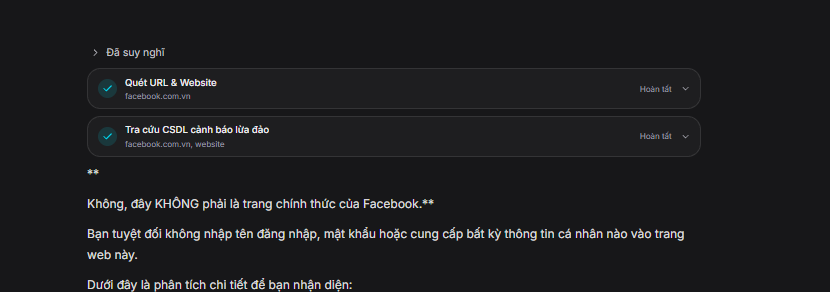 Đã suy nghĩ
Quét URL & Website
facebook.com.vn
Hoàn tất
Tra cứu CSDL cảnh báo lừa đảo
facebook.com.vn, website
Hoàn tất
**
Không, đây KHÔNG phải là trang chính thức của Facebook.**
Bạn tuyệt đối không nhập tên đăng nhập, mật khẩu hoặc cung cấp bất kỳ thông tin cá nhân nào vào trang
web này.
Dưới đây là phân tích chi tiết để bạn nhận diện: